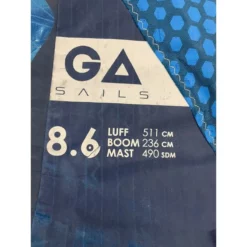 GA
SAILS
8.6
LUFF 511 CM
BOOM 236 CM
MAST 490 SDM